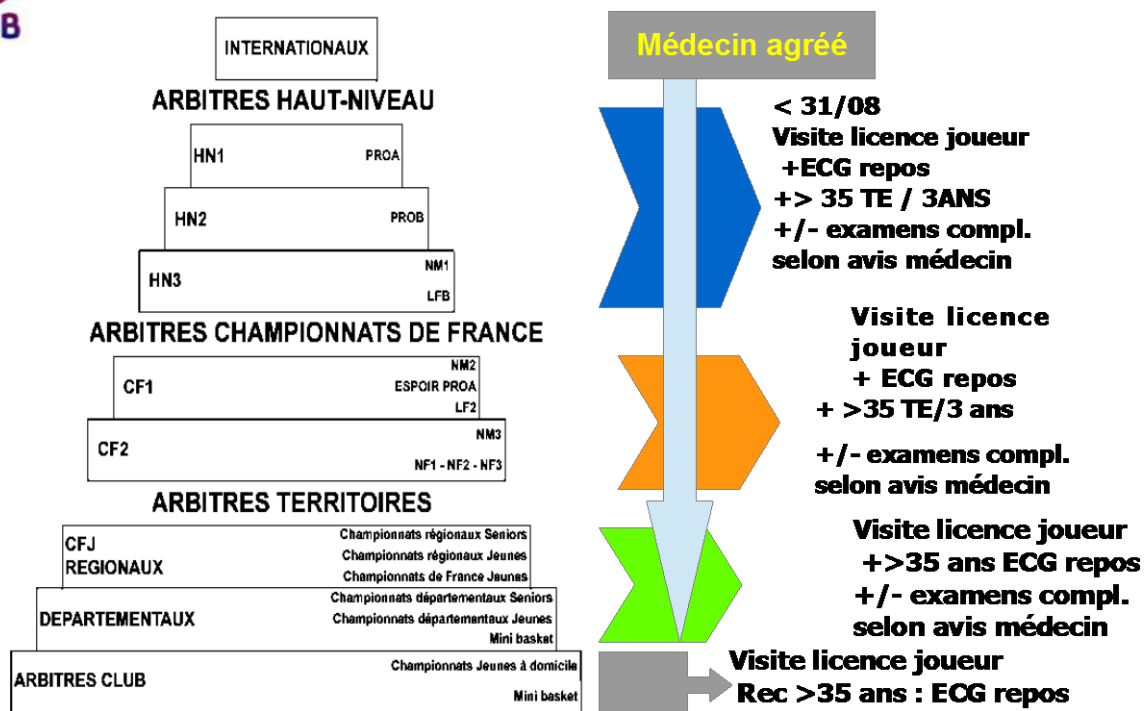 B
INTERNATIONAUX
ARBITRES HAUT-NIVEAU
HN1 PROA
HN2 PROB
HN3 NM1
LFB
ARBITRES CHAMPIONNATS DE FRANCE
CF1 NM2
ESPOIR PROA
LF2
CF2 NM3
NF1 - NF2 - NF3
ARBITRES TERRITOIRES
CFJ
REGIONAUX
Championnats régionaux Seniors
Championnats régionaux Jeunes
Championnats de France Jeunes
DEPARTEMENTAUX
Championnats départementaux Seniors
Championnats départementaux Jeunes
Mini basket
ARBITRES CLUB
Championnats Jeunes à domicile
Mini basket
Médecin agréé
< 31/08
Visite licence joueur
+ECG repos
+> 35 TE / 3ANS
+/- examens compl.
selon avis médecin
Visite licence
joueur
+ ECG repos
+ >35 TE/3 ans
+/- examens compl.
selon avis médecin
Visite licence joueur
+>35 ans ECG repos
+/- examens compl.
selon avis médecin
Visite licence joueur
Rec >35 ans : ECG repos